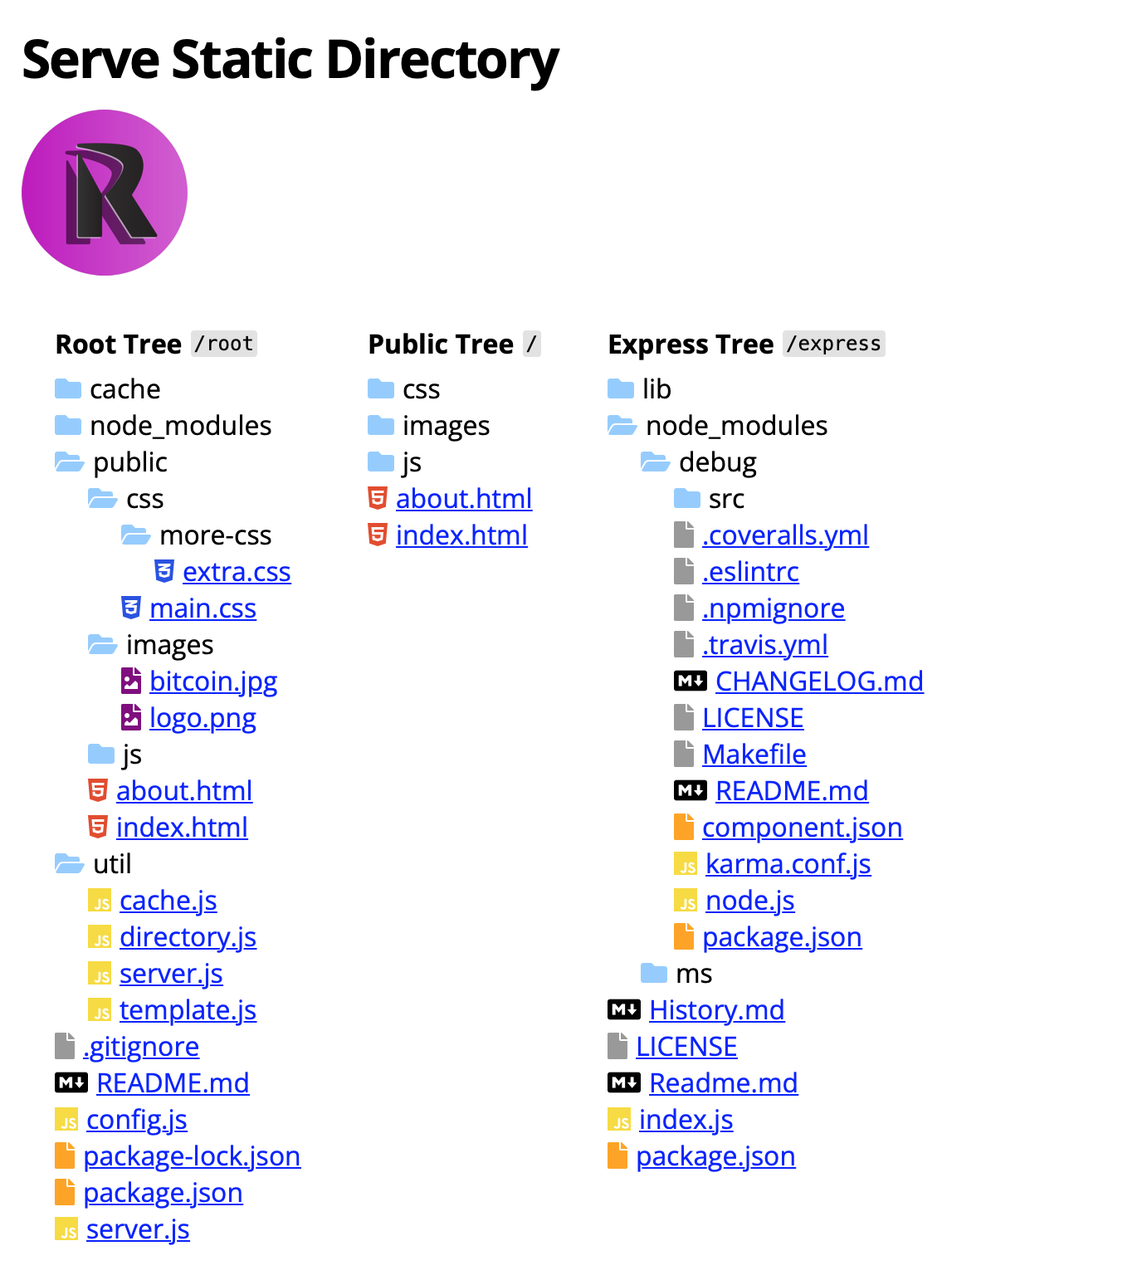 Serve Static Directory
R
Root Tree /root
cache
node_modules
public
css
more-css
extra.css
main.css
images
bitcoin.jpg
logo.png
js
about.html
index.html
util
cache.js
directory.js
server.js
template.js
.gitignore
README.md
config.js
package-lock.json
package.json
server.js
Public Tree /
css
images
js
about.html
index.html
Express Tree /express
lib
node_modules
debug
src
.coveralls.yml
.eslintrc
.npmignore
.travis.yml
CHANGELOG.md
LICENSE
Makefile
README.md
component.json
karma.conf.js
node.js
package.json
ms
History.md
LICENSE
Readme.md
index.js
package.json